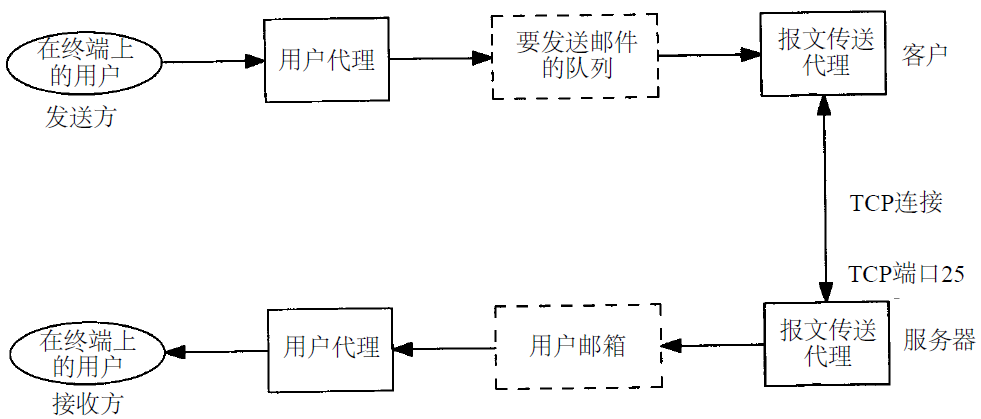 在终端上
的用户
发送方
用户代理
要发送邮件
的队列
报文传送
代理
客户
TCP连接
TCP端口25
在终端上
的用户
接收方
用户代理
用户邮箱
报文传送
代理
服务器